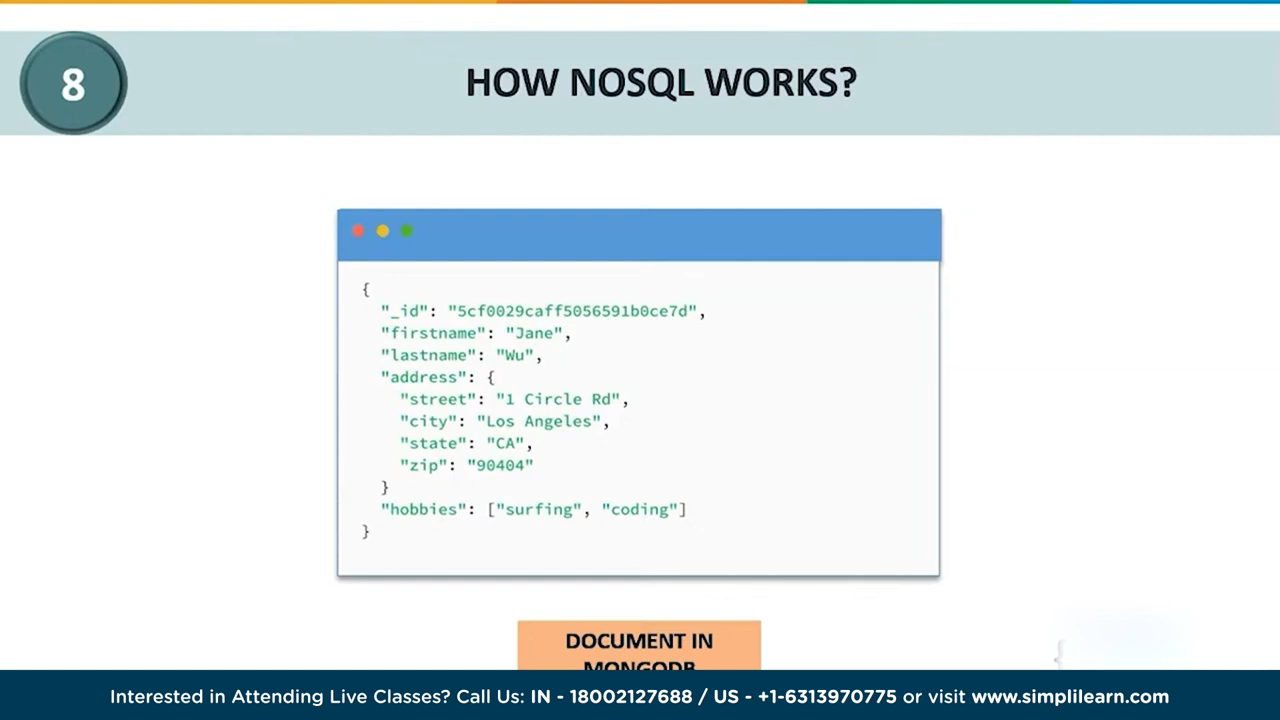 8
HOW NOSQL WORKS?
{
"_id": "5cf0029caff5056591b0ce7d",
"firstname": "Jane",
"lastname": "Wu",
"address": {
"street": "1 Circle Rd",
"city": "Los Angeles",
"state": "CA",
"zip": "90404"
}
"hobbies": ["surfing", "coding"]
}
DOCUMENT IN
MONGODB
Interested in Attending Live Classes? Call Us: IN - 18002127688 / US - +1-6313970775 or visit www.simplilearn.com